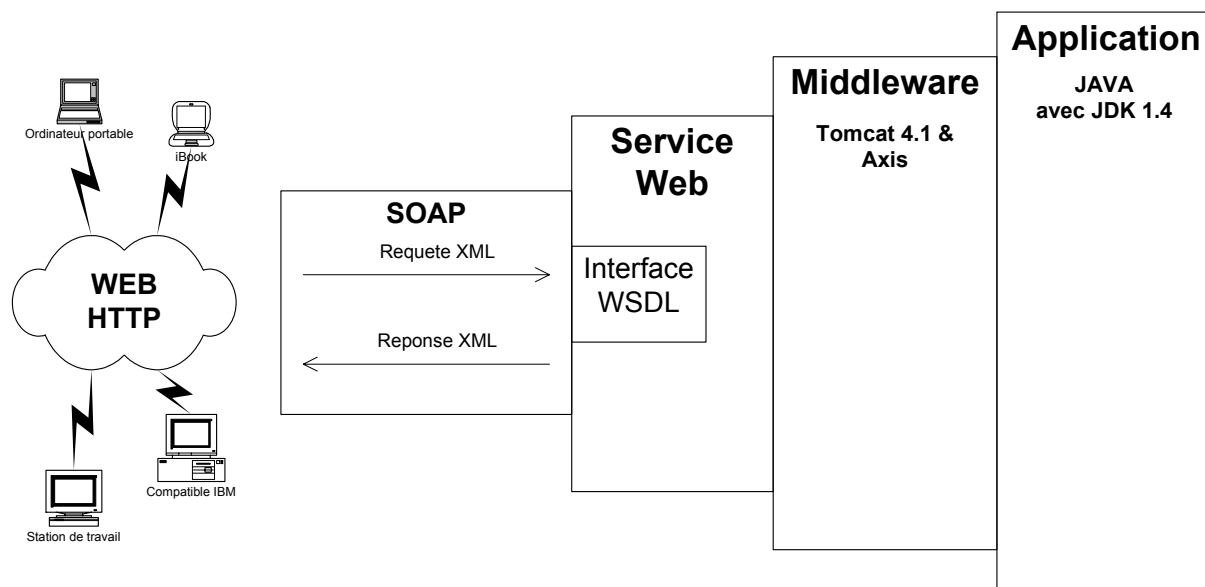 Ordinateur portable
iBook
WEB
HTTP
Station de travail
Compatible IBM
SOAP
Requete XML
Reponse XML
Service
Web
Interface
WSDL
Middleware
Tomcat 4.1 &
Axis
Application
JAVA
avec JDK 1.4